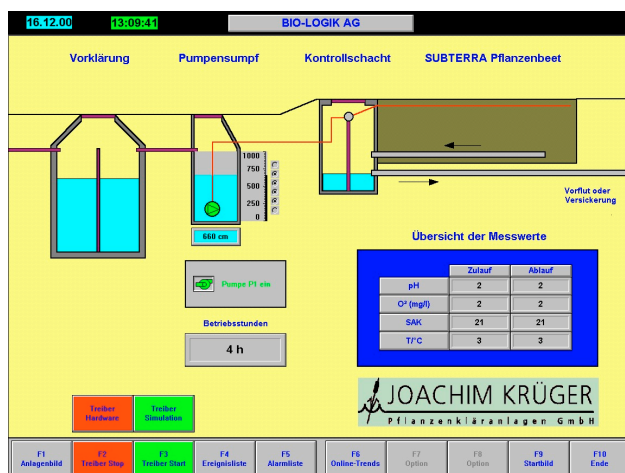 16.12.00 13:09:41 BIO-LOGIK AG
Vorklärung Pumpensumpf Kontrollschacht SUBTERRA Pflanzenbeet
1000
750
500
250
0
660 cm
Vorflut oder
Versickerung
Übersicht der Messwerte
Zulauf Ablauf
pH 2 2
O² (mg/l) 2 2
SAK 21 21
T/°C 3 3
Pumpe P1 ein
Betriebsstunden
4 h
JOACHIM KRÜGER
Pflanzenkläranlagen GmbH
Treiber
Hardware
Treiber
Simulation
F1
Anlagenbild
F2
Treiber Stop
F3
Treiber Start
F4
Ereignisliste
F5
Alarmliste
F6
Online-Trends
F7
Option
F8
Option
F9
Startbild
F10
Ende